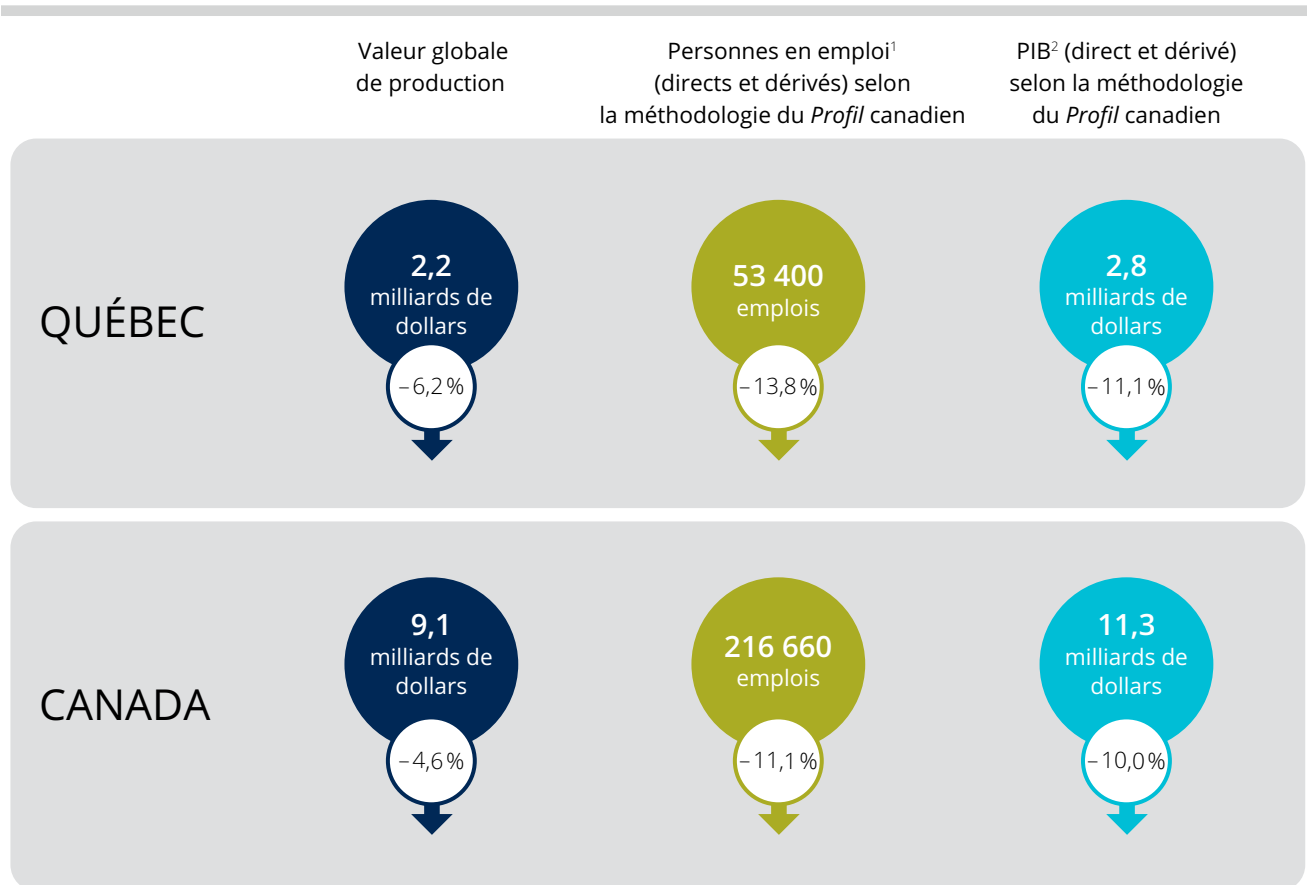 Valeur globale
de production
Personnes en emploi¹
(directs et dérivés) selon
la méthodologie du Profil canadien
PIB² (direct et dérivé)
selon la méthodologie
du Profil canadien
QUÉBEC
2,2
milliards de
dollars
–6,2 %
53 400
emplois
–13,8 %
2,8
milliards de
dollars
–11,1 %
CANADA
9,1
milliards de
dollars
–4,6 %
216 660
emplois
–11,1 %
11,3
milliards de
dollars
–10,0 %